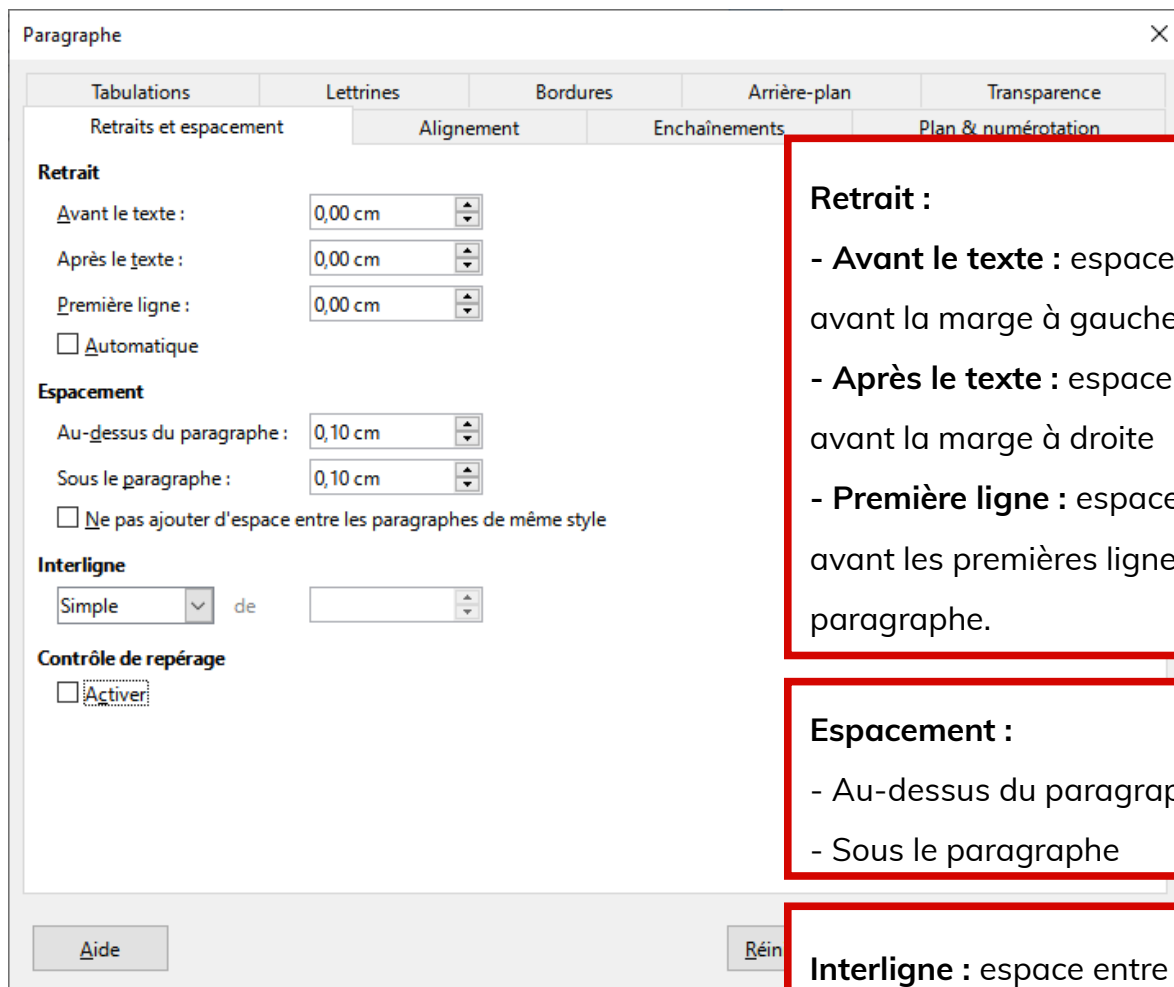 Paragraphe
Tabulations Lettrines Bordures Arrière-plan Transparence
Retraits et espacement Alignement Enchaînements Plan & numérotation
Retrait
Avant le texte : 0,00 cm
Après le texte : 0,00 cm
Première ligne : 0,00 cm
Automatique
Espacement
Au-dessus du paragraphe : 0,10 cm
Sous le paragraphe : 0,10 cm
Ne pas ajouter d'espace entre les paragraphes de même style
Interligne
Simple de
Contrôle de repérage
Activer
Aide
Réin
Retrait :
- Avant le texte : espace
avant la marge à gauche
- Après le texte : espace
avant la marge à droite
- Première ligne : espace
avant les premières ligne
paragraphe.
Espacement :
- Au-dessus du paragrap
- Sous le paragraphe
Interligne : espace entre